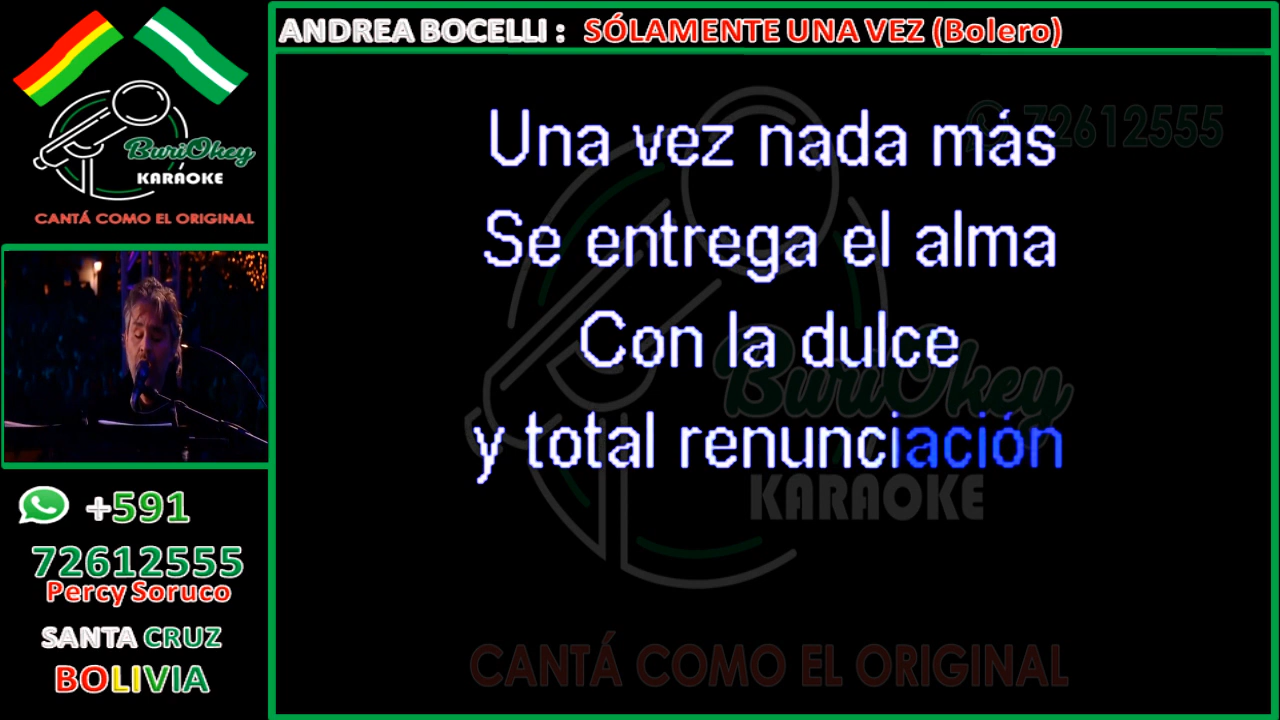 ANDREA BOCELLI : SÓLAMENTE UNA VEZ (Bolero)
BuriOkey
KARAOKE
CANTÁ COMO EL ORIGINAL
72612555
Una vez nada más
Se entrega el alma
Con la dulce
y total renunciación
BuriOkey
KARAOKE
CANTÁ COMO EL ORIGINAL
+591
72612555
Percy Soruco
SANTA CRUZ
BOLIVIA